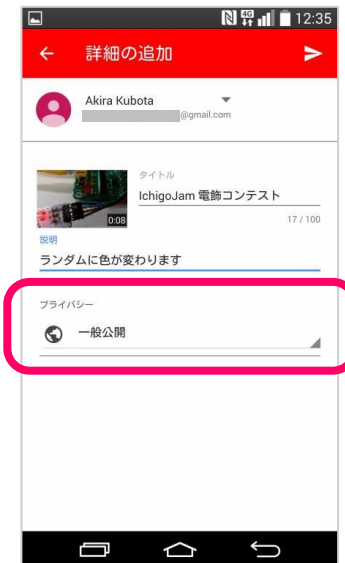 4G
12:35
詳細の追加
Akira Kubota
@gmail.com
タイトル
IchigoJam 電飾コンテスト
0:08
17 / 100
説明
ランダムに色が変わります
プライバシー
一般公開